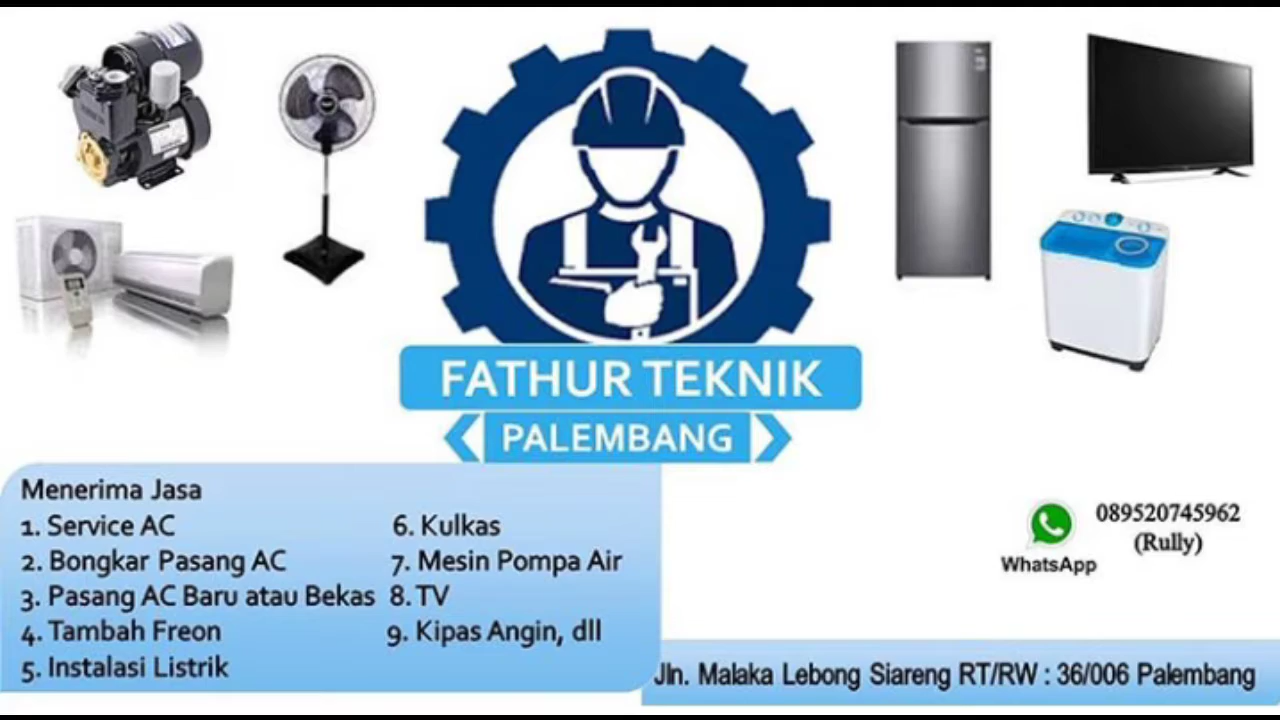 FATHUR TEKNIK
PALEMBANG
Menerima Jasa
1. Service AC
2. Bongkar Pasang AC
3. Pasang AC Baru atau Bekas
4. Tambah Freon
5. Instalasi Listrik
6. Kulkas
7. Mesin Pompa Air
8. TV
9. Kipas Angin, dll
089520745962
(Rully)
WhatsApp
Jln. Malaka Lebong Siareng RT/RW : 36/006 Palembang